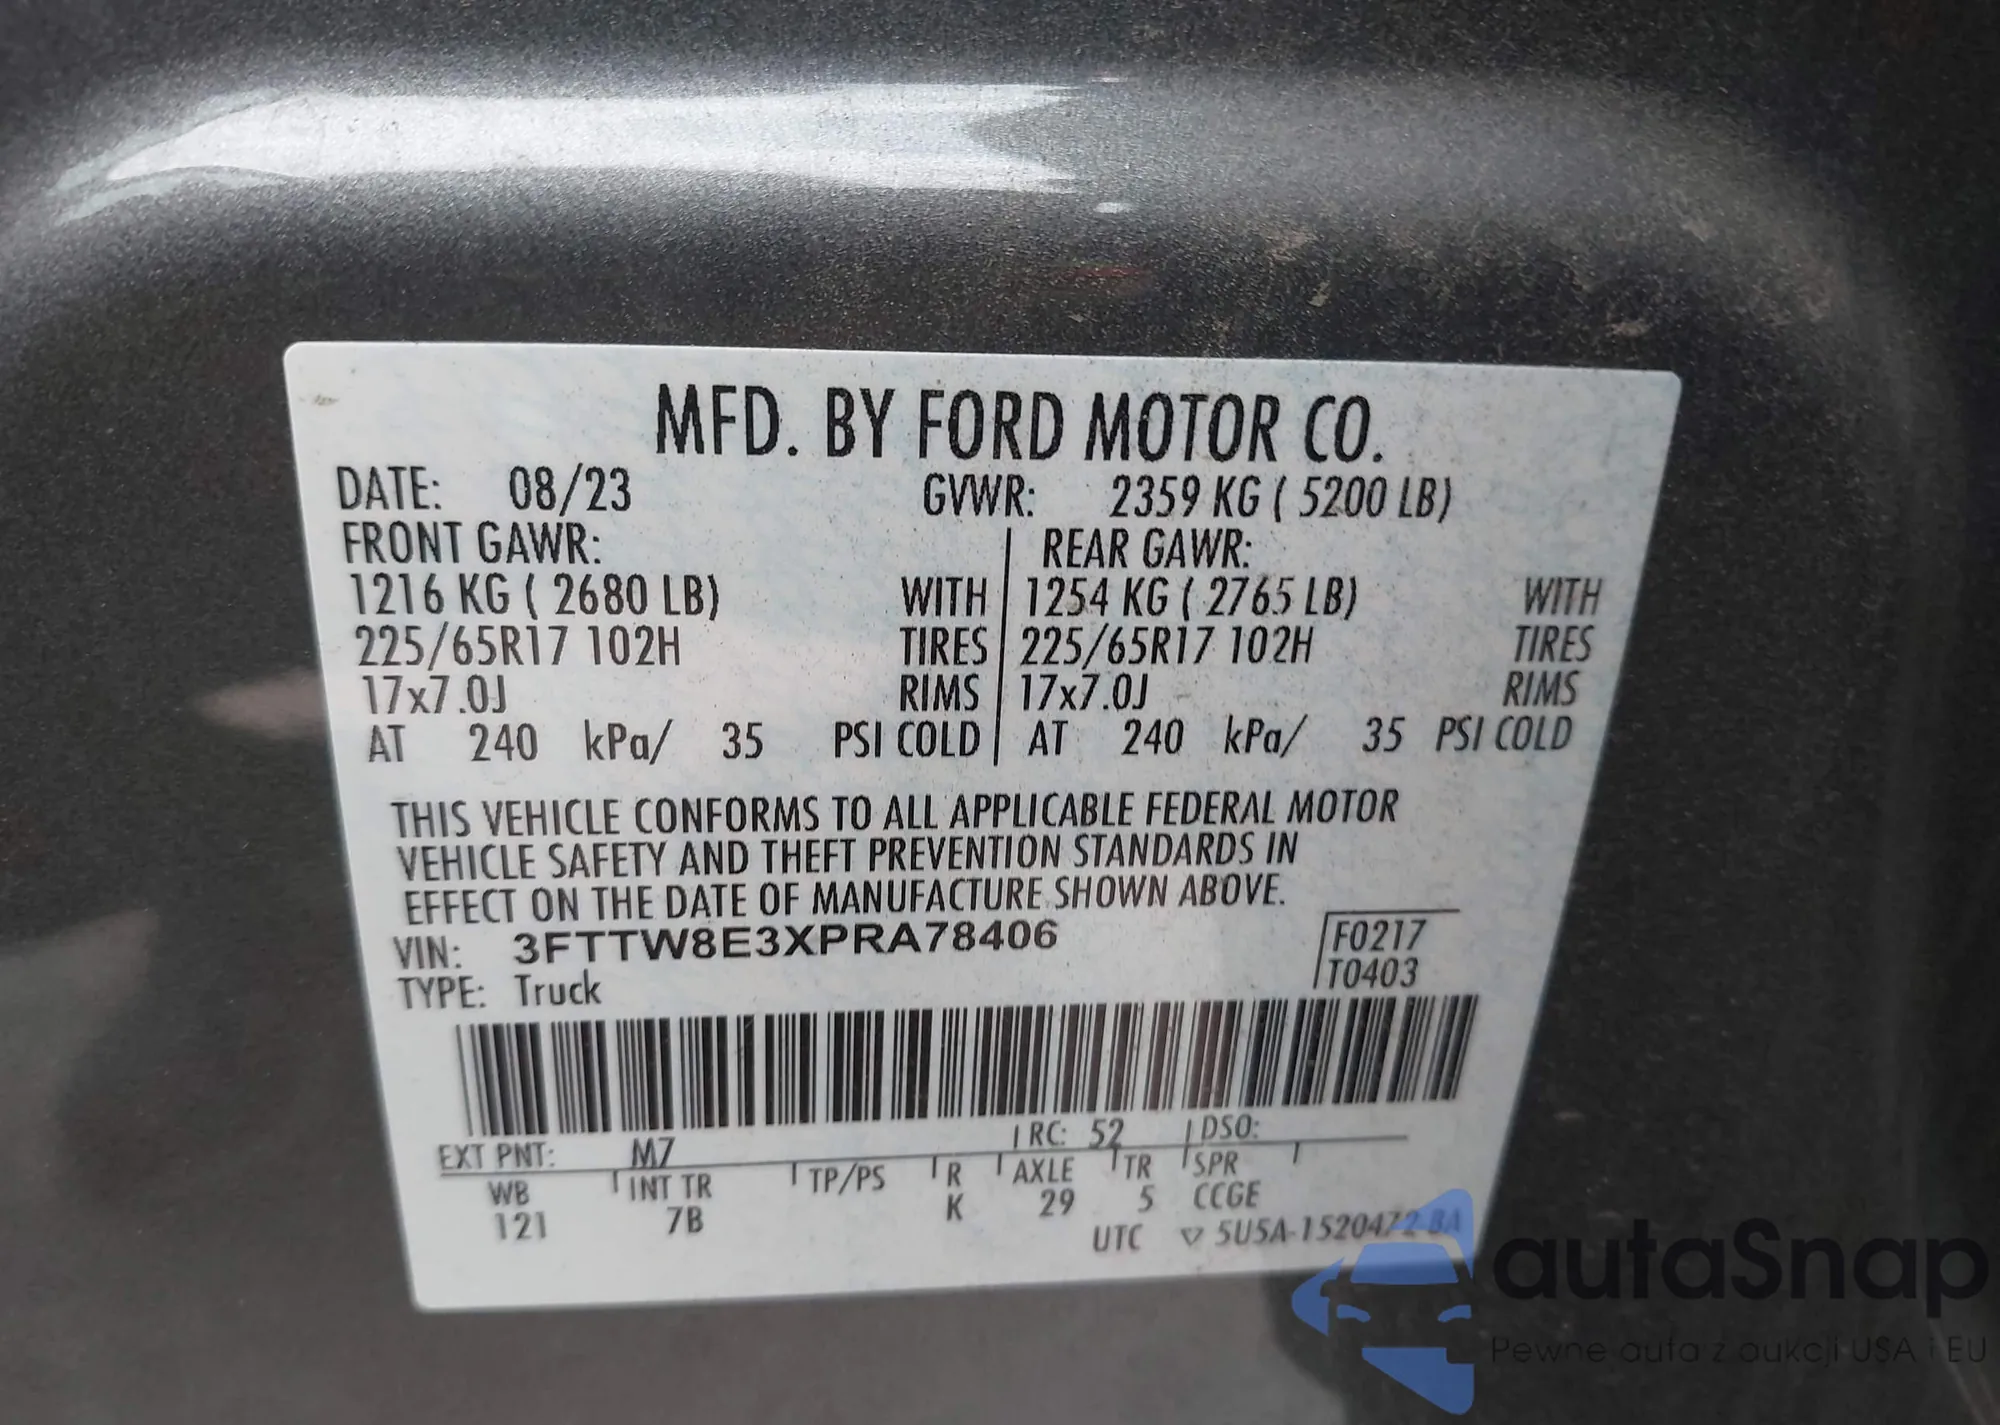 MFD. BY FORD MOTOR CO.
DATE: 08/23 GVWR: 2359 KG ( 5200 LB)
FRONT GAWR: REAR GAWR:
1216 KG ( 2680 LB) WITH 1254 KG ( 2765 LB) WITH
225/65R17 102H TIRES 225/65R17 102H TIRES
17x7.0J RIMS 17x7.0J RIMS
AT 240 kPa/ 35 PSI COLD AT 240 kPa/ 35 PSI COLD
THIS VEHICLE CONFORMS TO ALL APPLICABLE FEDERAL MOTOR
VEHICLE SAFETY AND THEFT PREVENTION STANDARDS IN
EFFECT ON THE DATE OF MANUFACTURE SHOWN ABOVE.
VIN: 3FTTW8E3XPRA78406 F0217
TYPE: Truck T0403
EXT PNT: M7 RC: 52 DSO:
WB INT TR TP/PS R AXLE TR SPR
121 7B K 29 5 CCGE
UTC ▽ 5U5A-1520472-BA
autaSnap
Pewne auta z aukcji USA i EU